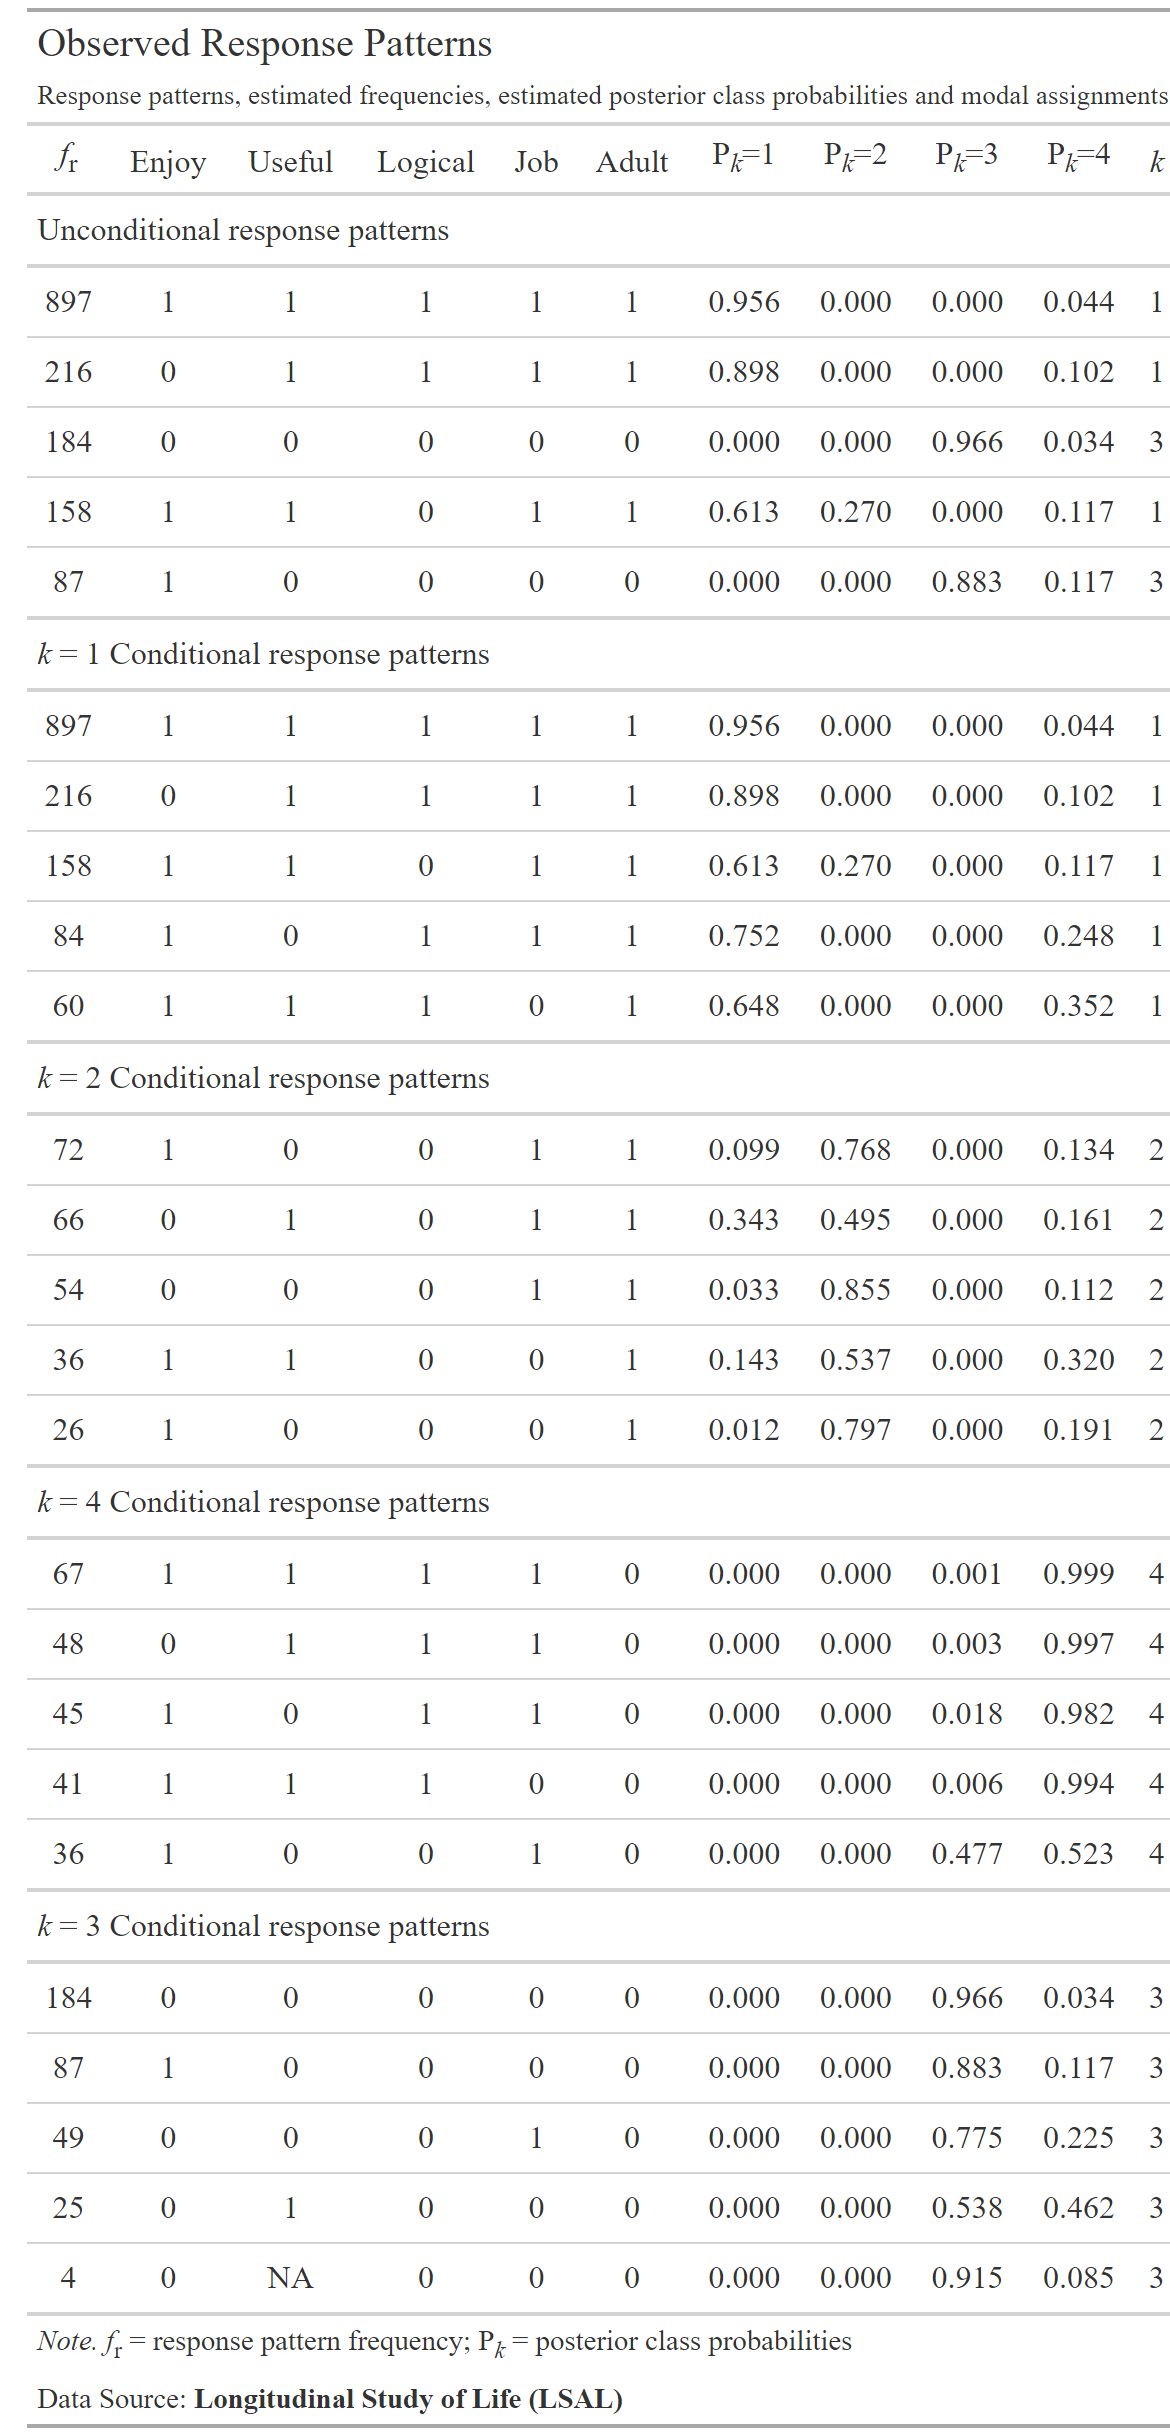 Observed Response Patterns
Response patterns, estimated frequencies, estimated posterior class probabilities and modal assignments
fr Enjoy Useful Logical Job Adult Pk=1 Pk=2 Pk=3 Pk=4 k
Unconditional response patterns
897 1 1 1 1 1 0.956 0.000 0.000 0.044 1
216 0 1 1 1 1 0.898 0.000 0.000 0.102 1
184 0 0 0 0 0 0.000 0.000 0.966 0.034 3
158 1 1 0 1 1 0.613 0.270 0.000 0.117 1
87 1 0 0 0 0 0.000 0.000 0.883 0.117 3
k = 1 Conditional response patterns
897 1 1 1 1 1 0.956 0.000 0.000 0.044 1
216 0 1 1 1 1 0.898 0.000 0.000 0.102 1
158 1 1 0 1 1 0.613 0.270 0.000 0.117 1
84 1 0 1 1 1 0.752 0.000 0.000 0.248 1
60 1 1 1 0 1 0.648 0.000 0.000 0.352 1
k = 2 Conditional response patterns
72 1 0 0 1 1 0.099 0.768 0.000 0.134 2
66 0 1 0 1 1 0.343 0.495 0.000 0.161 2
54 0 0 0 1 1 0.033 0.855 0.000 0.112 2
36 1 1 0 0 1 0.143 0.537 0.000 0.320 2
26 1 0 0 0 1 0.012 0.797 0.000 0.191 2
k = 4 Conditional response patterns
67 1 1 1 1 0 0.000 0.000 0.001 0.999 4
48 0 1 1 1 0 0.000 0.000 0.003 0.997 4
45 1 0 1 1 0 0.000 0.000 0.018 0.982 4
41 1 1 1 0 0 0.000 0.000 0.006 0.994 4
36 1 0 0 1 0 0.000 0.000 0.477 0.523 4
k = 3 Conditional response patterns
184 0 0 0 0 0 0.000 0.000 0.966 0.034 3
87 1 0 0 0 0 0.000 0.000 0.883 0.117 3
49 0 0 0 1 0 0.000 0.000 0.775 0.225 3
25 0 1 0 0 0 0.000 0.000 0.538 0.462 3
4 0 NA 0 0 0 0.000 0.000 0.915 0.085 3
Note. fr = response pattern frequency; Pk = posterior class probabilities
Data Source: Longitudinal Study of Life (LSAL)